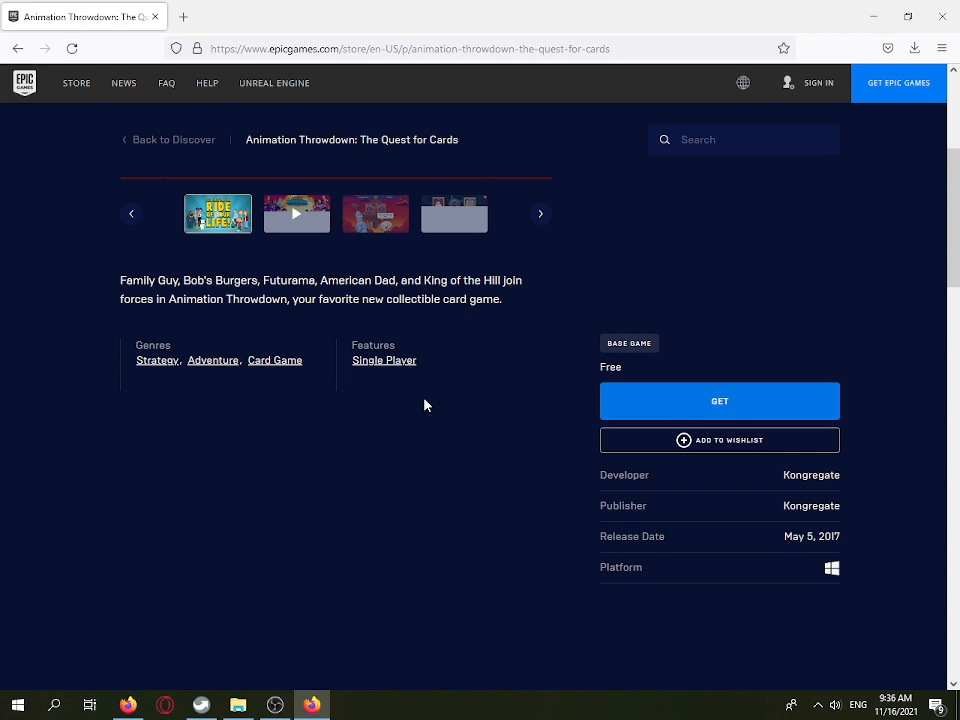 Animation Throwdown: The Qu
https://www.epicgames.com/store/en-US/p/animation-throwdown-the-quest-for-cards
EPIC GAMES
STORE
NEWS
FAQ
HELP
UNREAL ENGINE
SIGN IN
GET EPIC GAMES
Back to Discover
Animation Throwdown: The Quest for Cards
Search
RIDE
OF YOUR
LIFE!
Family Guy, Bob's Burgers, Futurama, American Dad, and King of the Hill join
forces in Animation Throwdown, your favorite new collectible card game.
Genres
Strategy, Adventure, Card Game
Features
Single Player
BASE GAME
Free
GET
ADD TO WISHLIST
Developer Kongregate
Publisher Kongregate
Release Date May 5, 2017
Platform
ENG
9:36 AM
11/16/2021
9